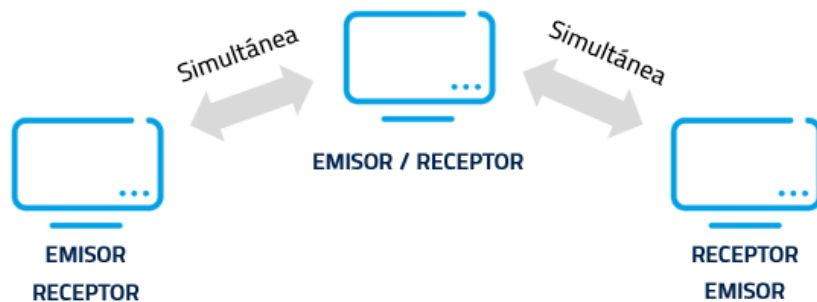 Simultánea
Simultánea
EMISOR / RECEPTOR
EMISOR
RECEPTOR
RECEPTOR
EMISOR